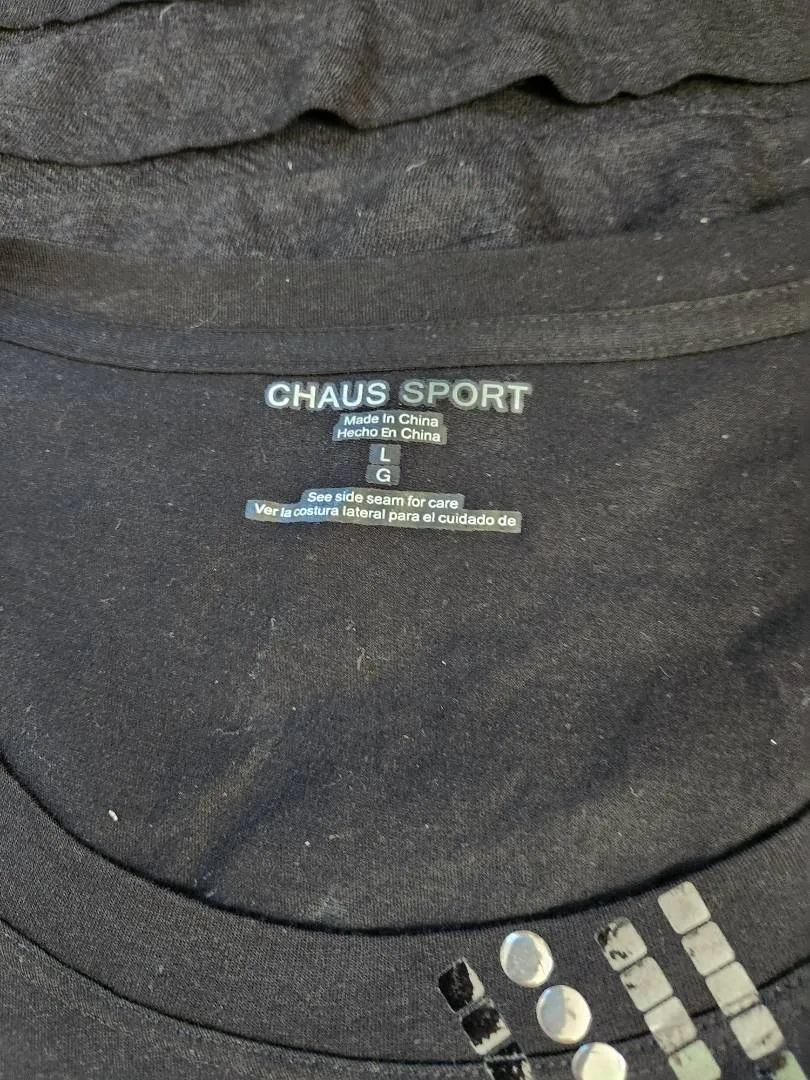 CHAUS SPORT
Made In China
Hecho En China
L
G
See side seam for care
Ver la costura lateral para el cuidado de